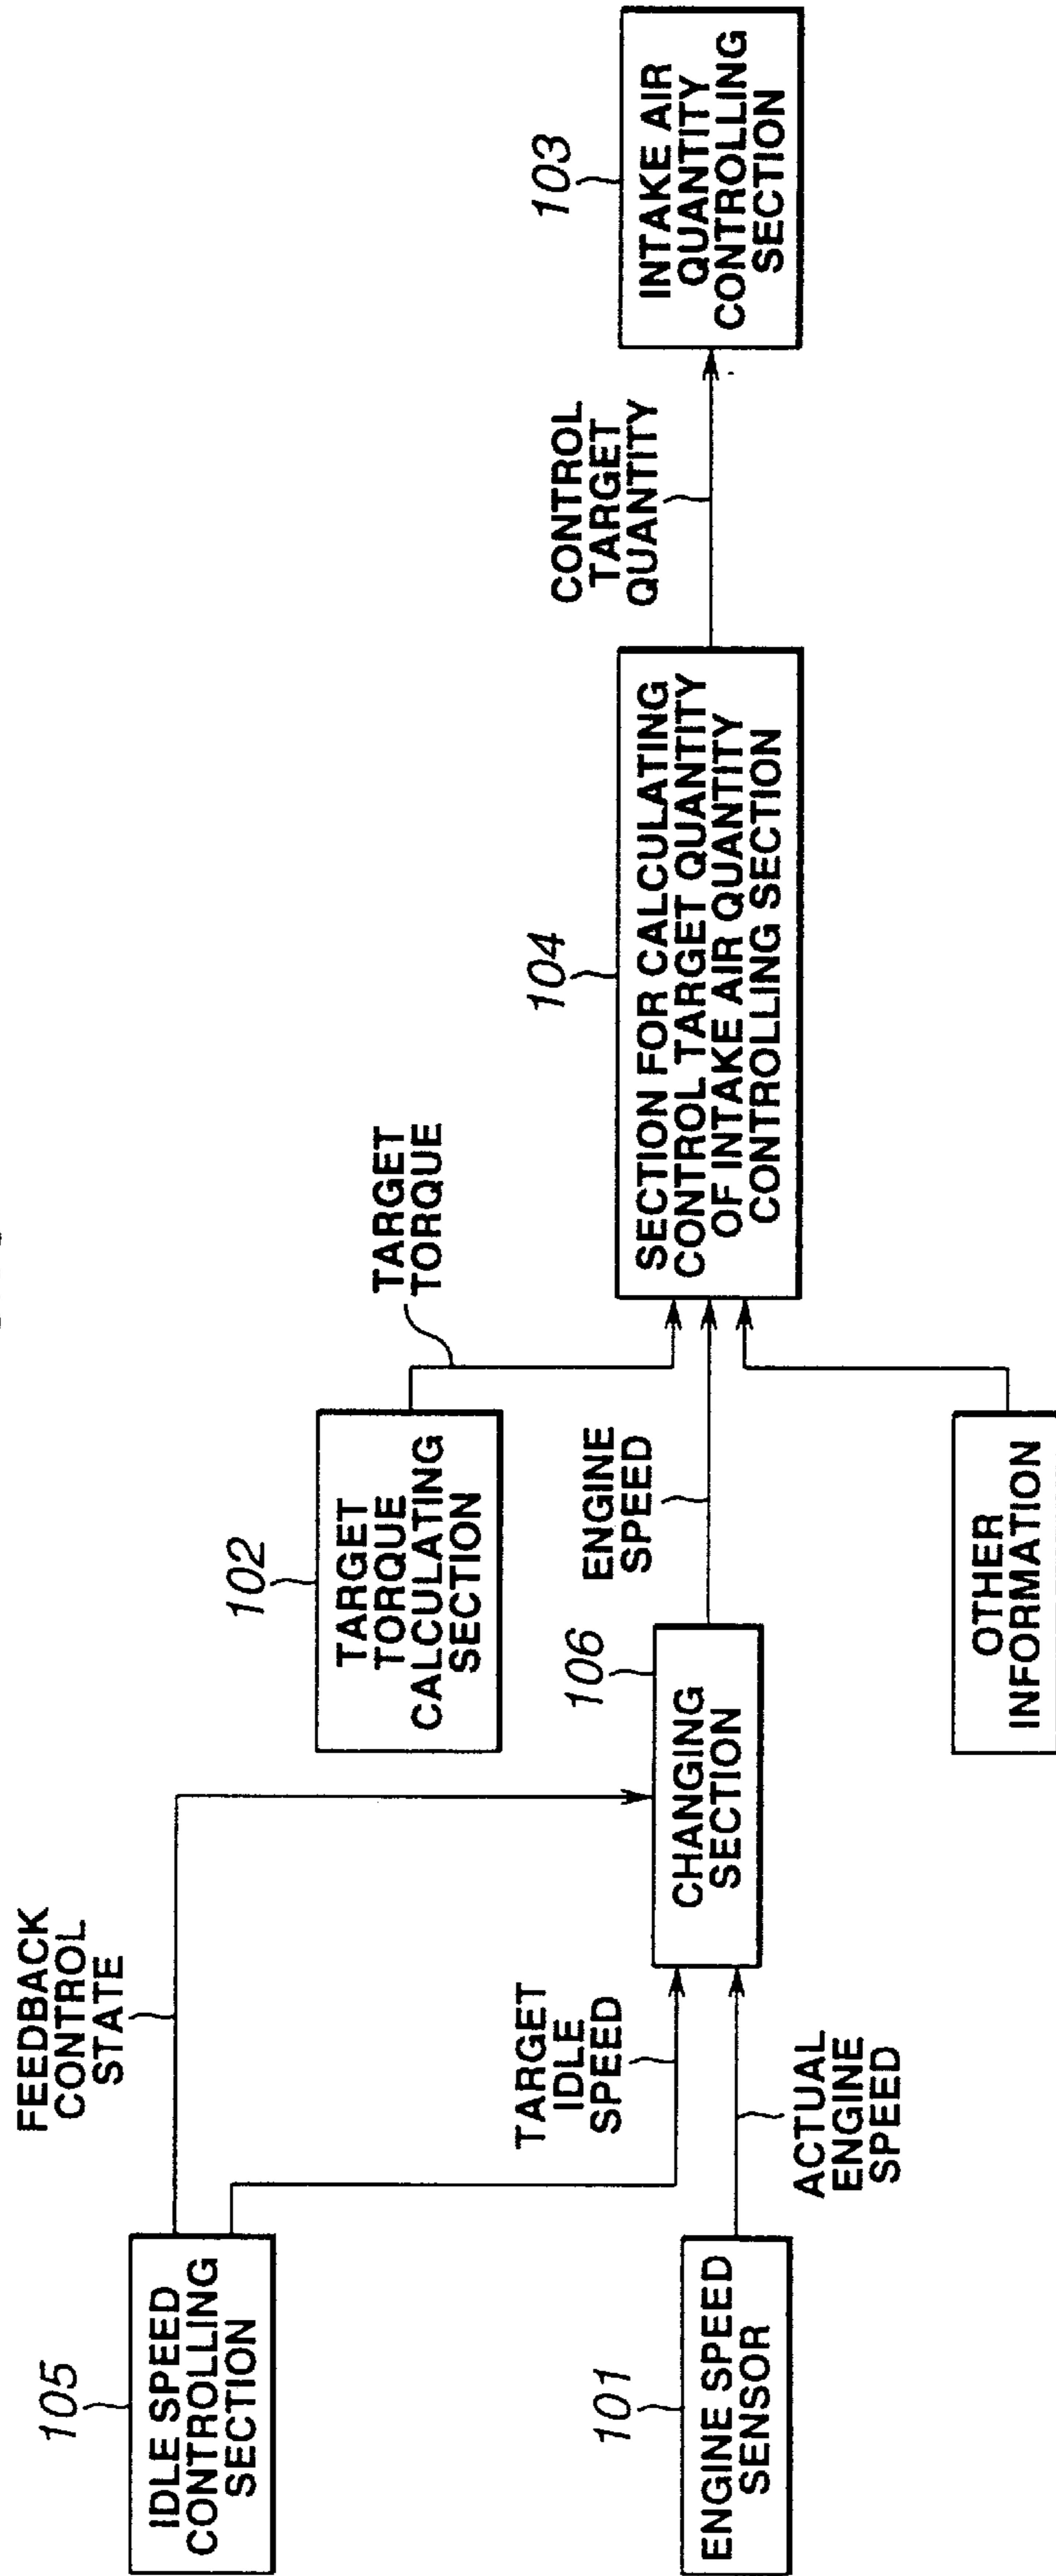 105
IDLE SPEED
CONTROLLING
SECTION
FEEDBACK
CONTROL
STATE
TARGET
IDLE
SPEED
101
ENGINE SPEED
SENSOR
ACTUAL
ENGINE
SPEED
106
CHANGING
SECTION
102
TARGET
TORQUE
CALCULATING
SECTION
TARGET
TORQUE
ENGINE
SPEED
OTHER
INFORMATION
104
SECTION FOR CALCULATING
CONTROL TARGET QUANTITY
OF INTAKE AIR QUANTITY
CONTROLLING SECTION
CONTROL
TARGET
QUANTITY
103
INTAKE AIR
QUANTITY
CONTROLLING
SECTION